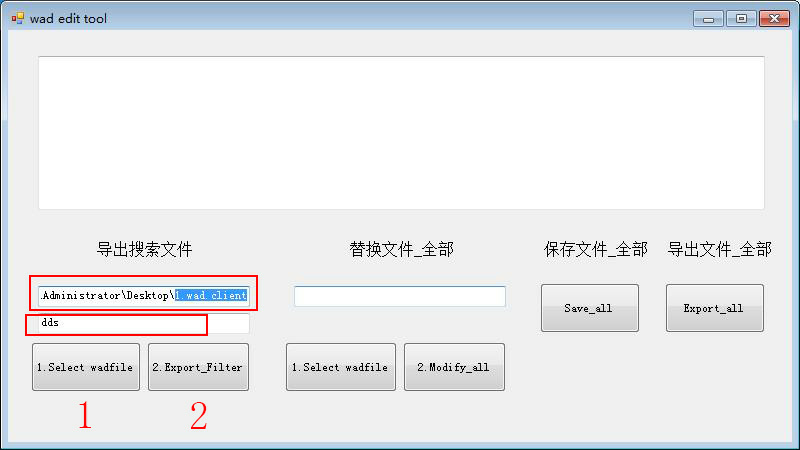 wad edit tool
导出搜索文件
替换文件_全部
保存文件_全部
导出文件_全部
.Administrator\Desktop\1.wad.client
dds
Save_all
Export_all
1.Select wadfile
2.Export_Filter
1.Select wadfile
2.Modify_all
1
2